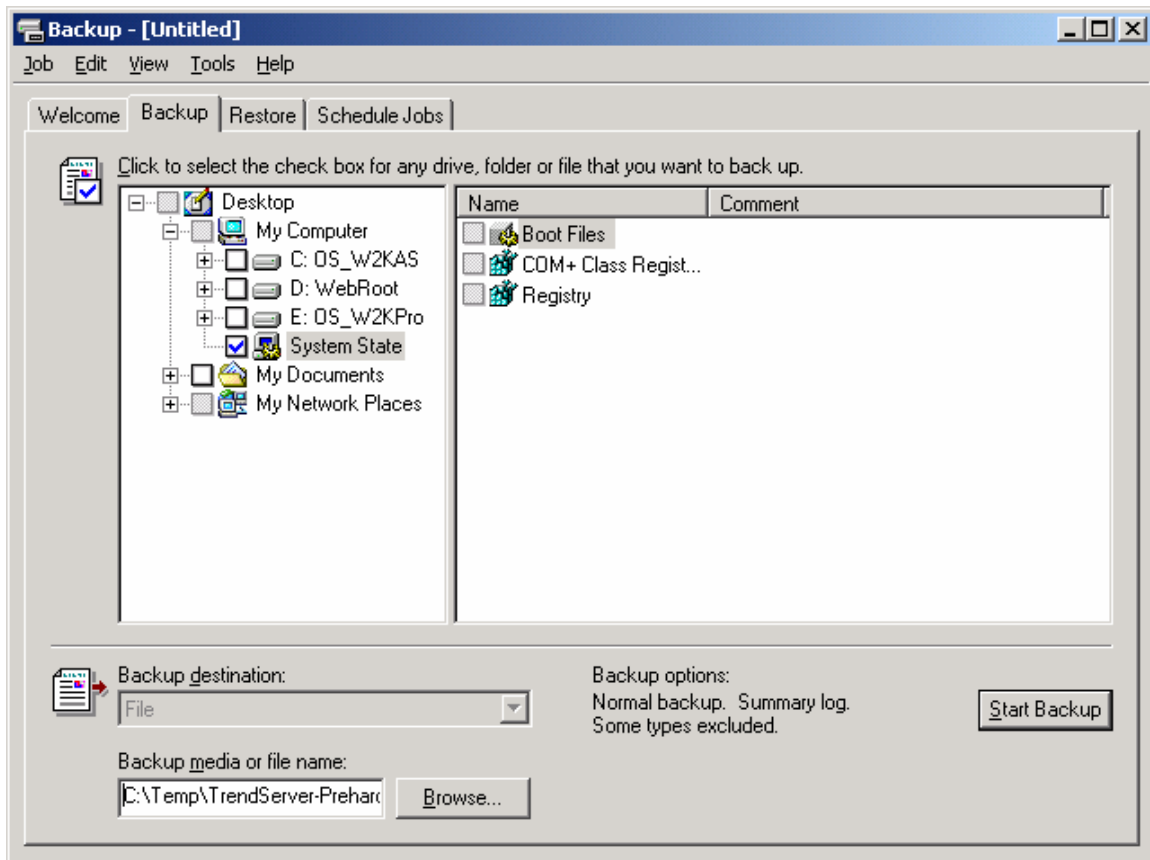 Backup - [Untitled]
Job Edit View Tools Help
Welcome Backup Restore Schedule Jobs
Click to select the check box for any drive, folder or file that you want to back up.
Desktop
My Computer
C: OS_W2KAS
D: WebRoot
E: OS_W2KPro
System State
My Documents
My Network Places
Name Comment
Boot Files
COM+ Class Regist...
Registry
Backup destination:
File
Backup media or file name:
C:\Temp\TrendServer-Prehard
Browse...
Backup options:
Normal backup. Summary log.
Some types excluded.
Start Backup